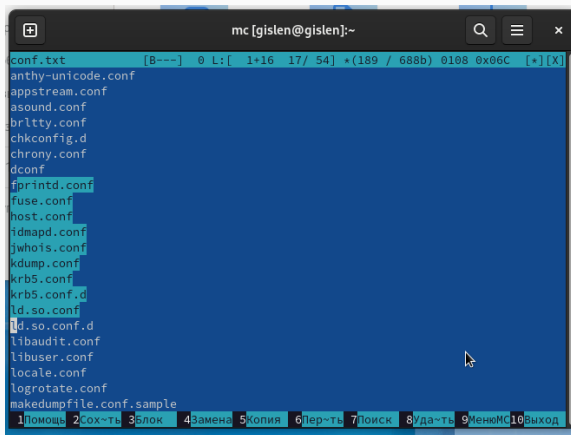 mc [gislen@gislen]:~
conf.txt [B---] 0 L:[ 1+16 17/ 54] *(189 / 688b) 0108 0x06C [*][X]
anthy-unicode.conf
appstream.conf
asound.conf
brltty.conf
chkconfig.d
chrony.conf
dconf
fprintd.conf
fuse.conf
host.conf
idmapd.conf
jwhois.conf
kdump.conf
krb5.conf
krb5.conf.d
ld.so.conf
ld.so.conf.d
libaudit.conf
libuser.conf
locale.conf
logrotate.conf
makedumpfile.conf.sample
1Помощь 2Сох~ть 3Блок 4Замена 5Копия 6Пер~ть 7Поиск 8Уда~ть 9МенюMC 10Выход